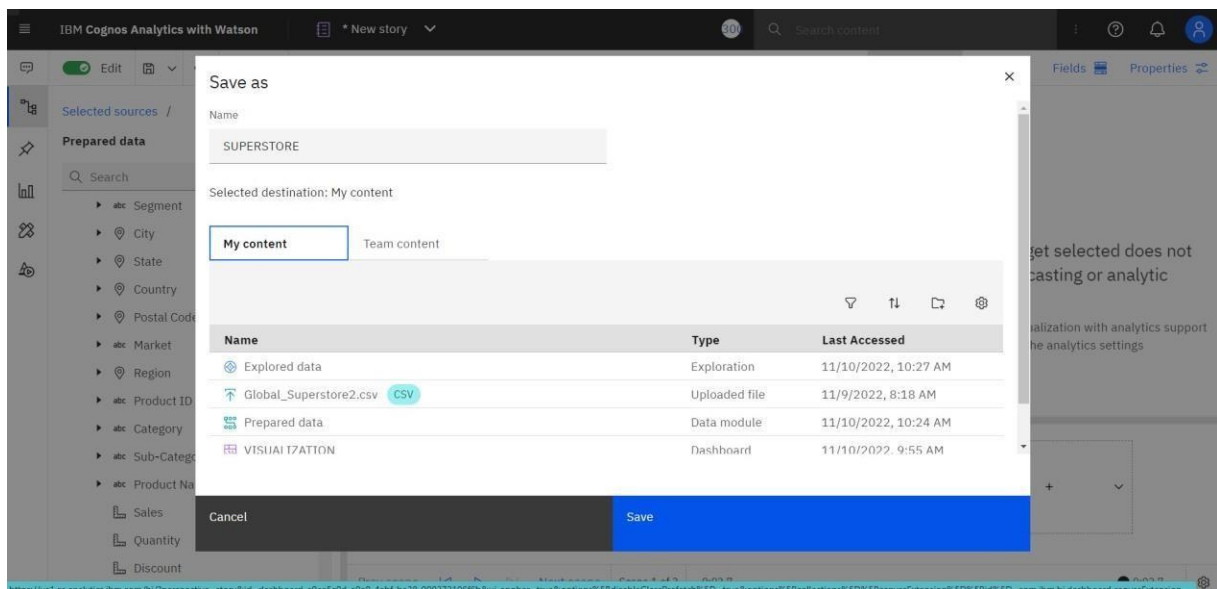 IBM Cognos Analytics with Watson
* New story
300
Search content
Edit
Fields
Properties
Save as
Selected sources /
Name
Prepared data
SUPERSTORE
Search
Selected destination: My content
Segment
City
My content
Team content
State
get selected does not
casting or analytic
Country
Postal Code
alization with analytics support
Name Type Last Accessed
he analytics settings
Market
Explored data Exploration 11/10/2022, 10:27 AM
Region
Global_Superstore2.csv CSV Uploaded file 11/9/2022, 8:18 AM
Product ID
Prepared data Data module 11/10/2022, 10:24 AM
Category
VISUALIZATION Dashboard 11/10/2022, 9:55 AM
Sub-Catego
Product Na
Sales
Cancel
Save
Quantity
Discount
Scene 1 of 2